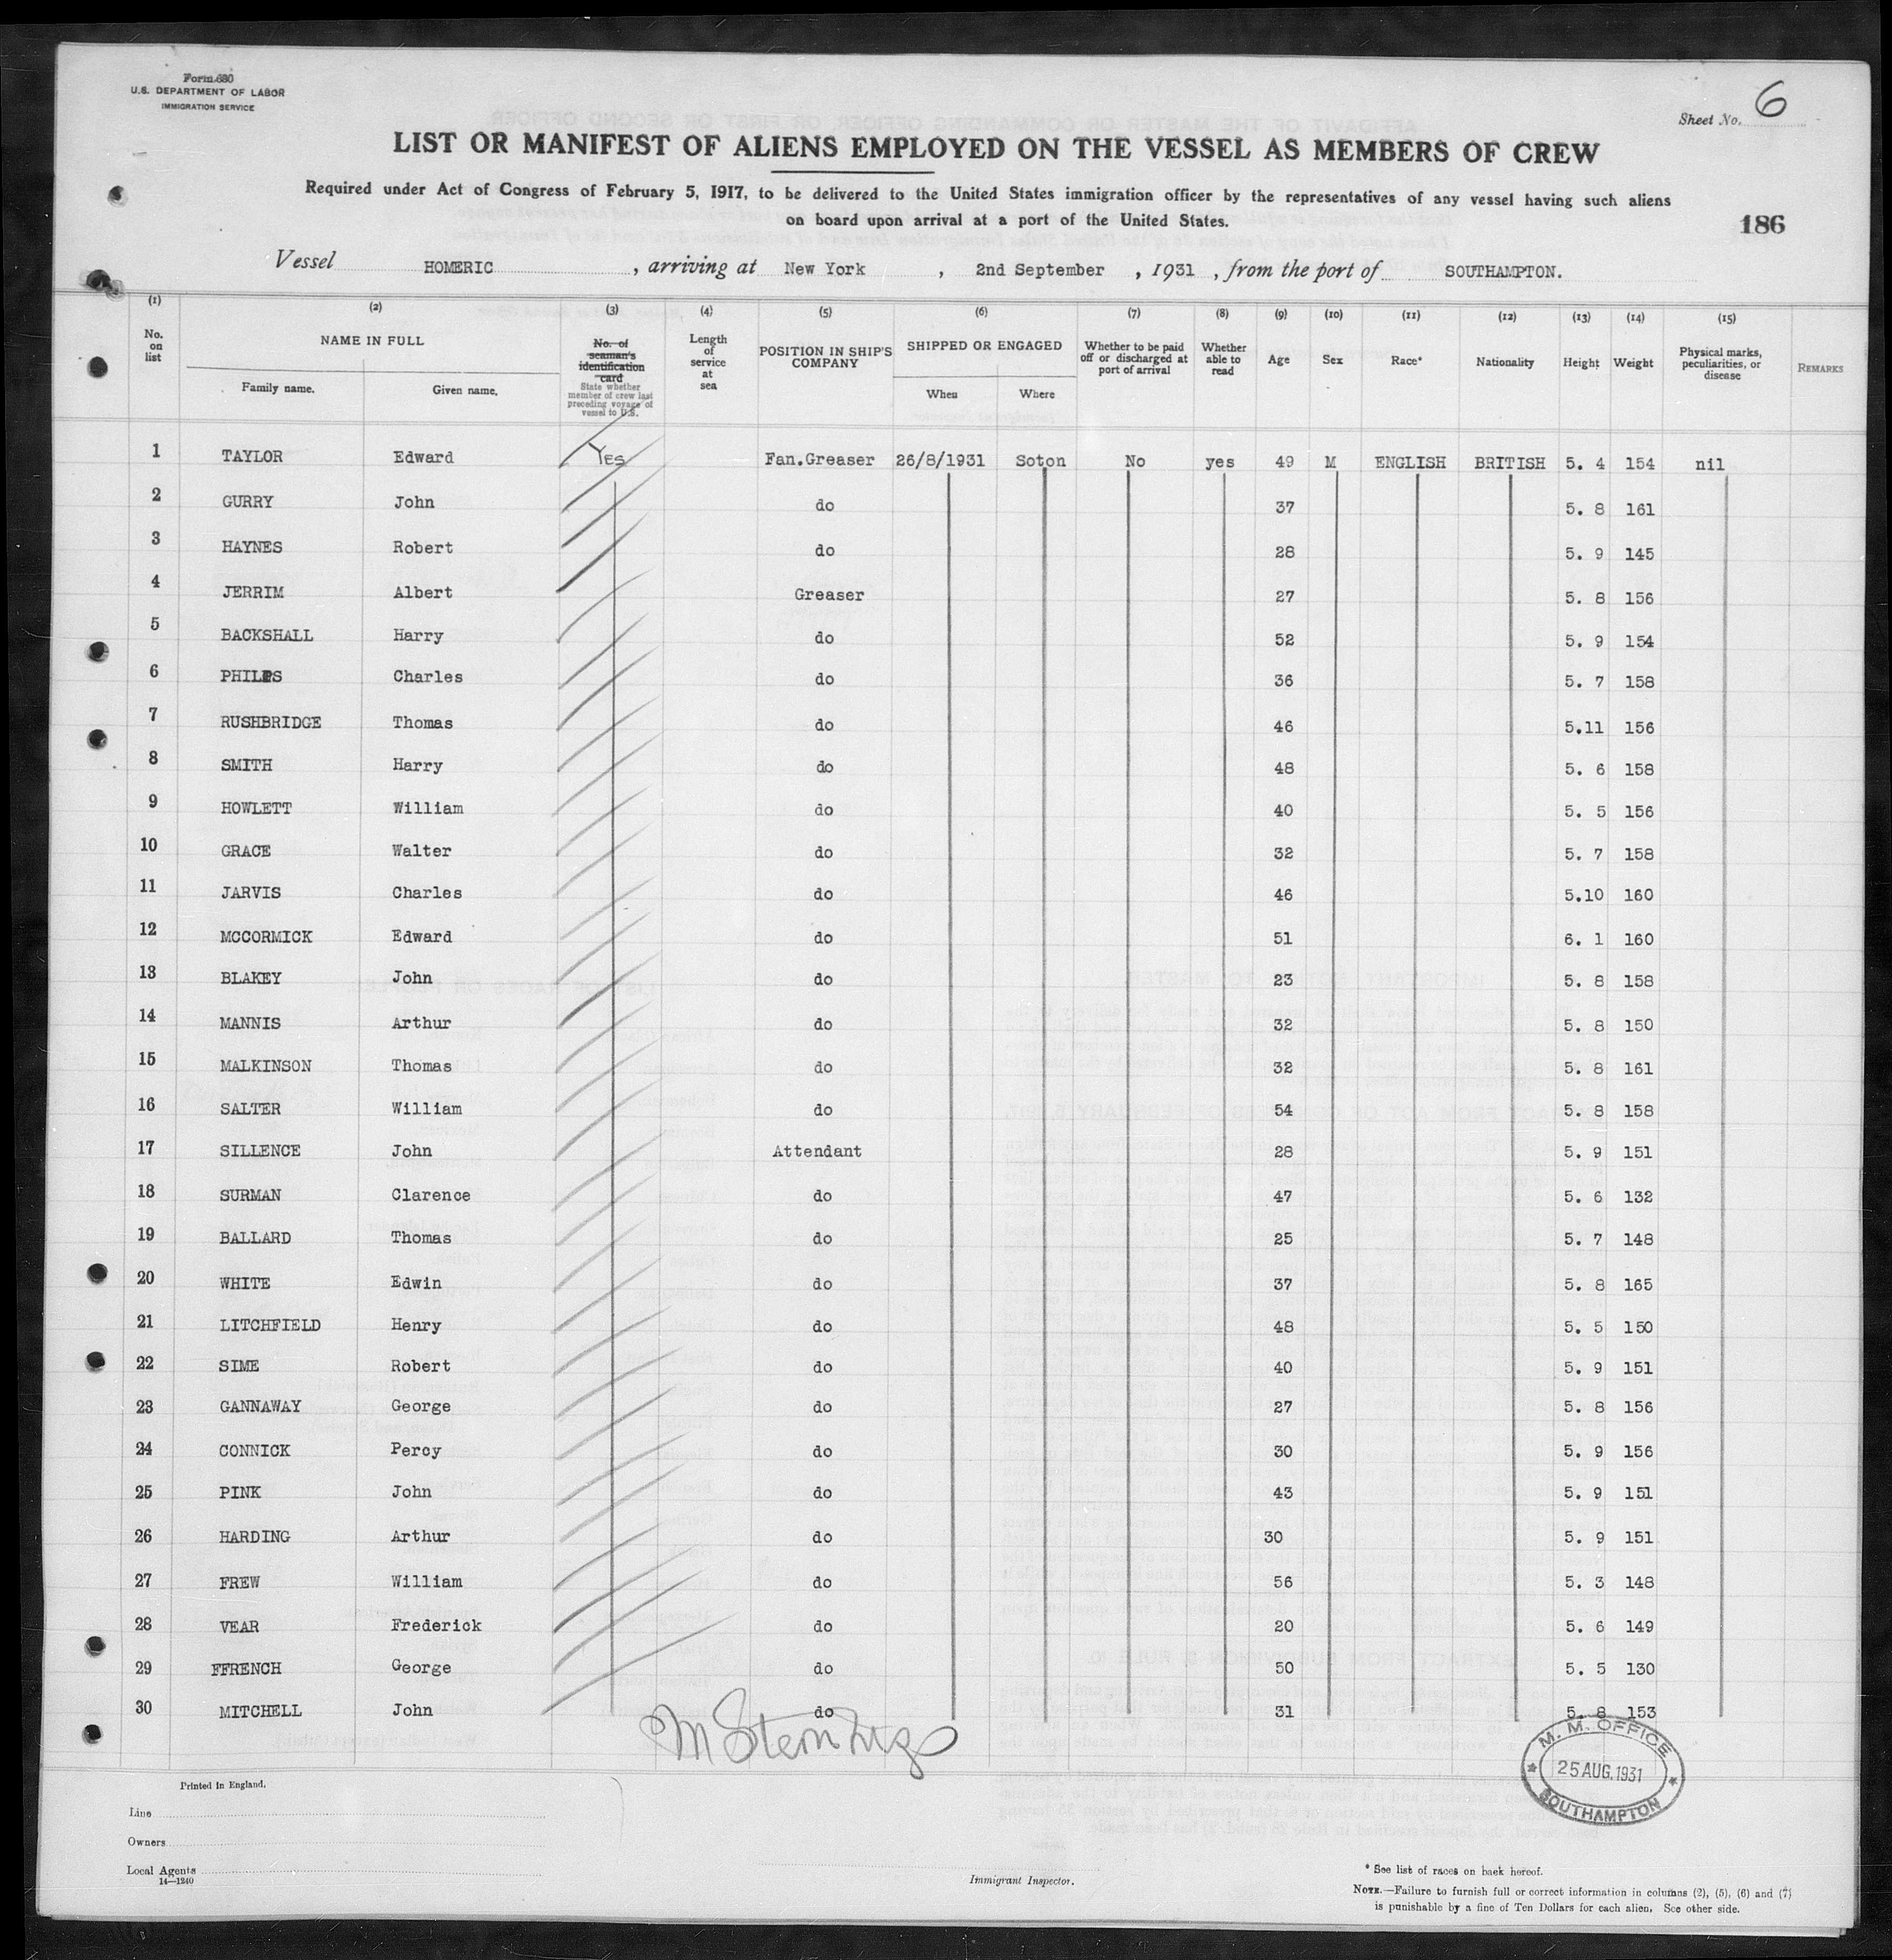 Form 680
U.S. DEPARTMENT OF LABOR
IMMIGRATION SERVICE
Sheet No. 6
LIST OR MANIFEST OF ALIENS EMPLOYED ON THE VESSEL AS MEMBERS OF CREW
Required under Act of Congress of February 5, 1917, to be delivered to the United States immigration officer by the representatives of any vessel having such aliens
on board upon arrival at a port of the United States.
186
Vessel HOMERIC, arriving at New York, 2nd September, 1931, from the port of SOUTHAMPTON.
(1) (2) (3) (4) (5) (6) (7) (8) (9) (10) (11) (12) (13) (14) (15)
No. on list NAME IN FULL Family name. Given name. No. of seaman's identification card State whether member of crew last preceding voyage of vessel to U.S. Length of service at sea POSITION IN SHIP'S COMPANY SHIPPED OR ENGAGED When Where Whether to be paid off or discharged at port of arrival Whether able to read Age Sex Race* Nationality Height Weight Physical marks, peculiarities, or disease REMARKS
1 TAYLOR Edward Yes Fan.Greaser 26/8/1931 Soton No yes 49 M ENGLISH BRITISH 5. 4 154 nil
2 GURRY John do 37 5. 8 161
3 HAYNES Robert do 28 5. 9 145
4 JERRIM Albert Greaser 27 5. 8 156
5 BACKSHALL Harry do 52 5. 9 154
6 Charles do 36 5. 7 158
7 RUSHBRIDGE Thomas do 46 5.11 156
8 SMITH Harry do 48 5. 6 158
9 HOWLETT William do 40 5. 5 156
10 GRACE Walter do 32 5. 7 158
11 JARVIS Charles do 46 5.10 160
12 MCCORMICK Edward do 51 6. 1 160
13 BLAKEY John do 23 5. 8 158
14 MANNIS Arthur do 32 5. 8 150
15 MALKINSON Thomas do 32 5. 8 161
16 SALTER William do 54 5. 8 158
17 SILLENCE John Attendant 28 5. 9 151
18 SURMAN Clarence do 47 5. 6 132
19 BALLARD Thomas do 25 5. 7 148
20 WHITE Edwin do 37 5. 8 165
21 LITCHFIELD Henry do 48 5. 5 150
22 SIME Robert do 40 5. 9 151
23 GANNAWAY George do 27 5. 8 156
24 CONNICK Percy do 30 5. 9 156
25 PINK John do 43 5. 9 151
26 HARDING Arthur do 30 5. 9 151
27 FREW William do 56 5. 3 148
28 VEAR Frederick do 20 5. 6 149
29 FFRENCH George do 50 5. 5 130
30 MITCHELL John do 31 5. 8 153
M. M. OFFICE
25 AUG. 1931
SOUTHAMPTON
Printed in England.
Line
Owners
Local Agents
14—1240
Immigrant Inspector.
* See list of races on back hereof.
NOTE.—Failure to furnish full or correct information in columns (2), (5), (6) and (7)
is punishable by a fine of Ten Dollars for each alien. See other side.